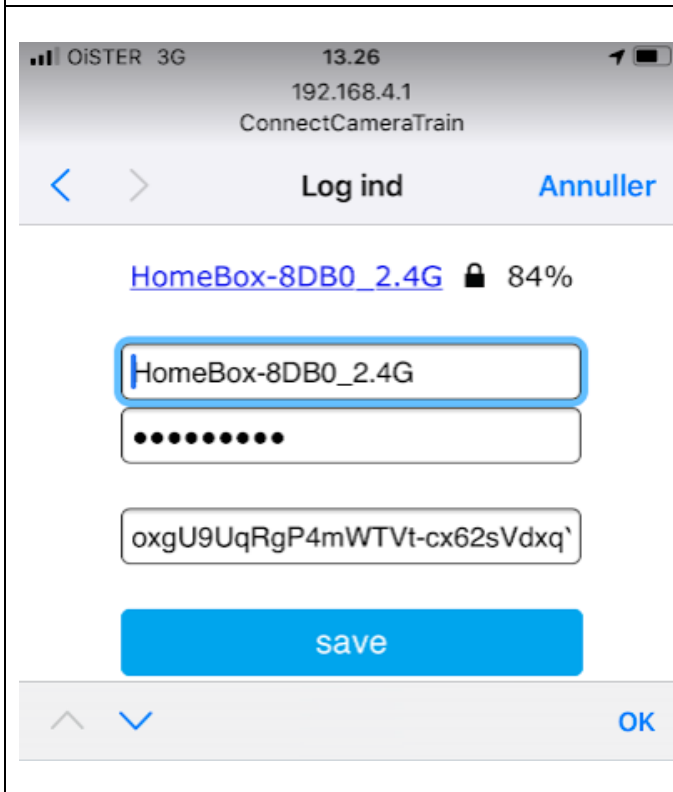 OiSTER 3G 13.26
192.168.4.1
ConnectCameraTrain
Log ind Annuller
HomeBox-8DB0_2.4G 84%
HomeBox-8DB0_2.4G
•••••••••
oxgU9UqRgP4mWTVt-cx62sVdxq
save
OK